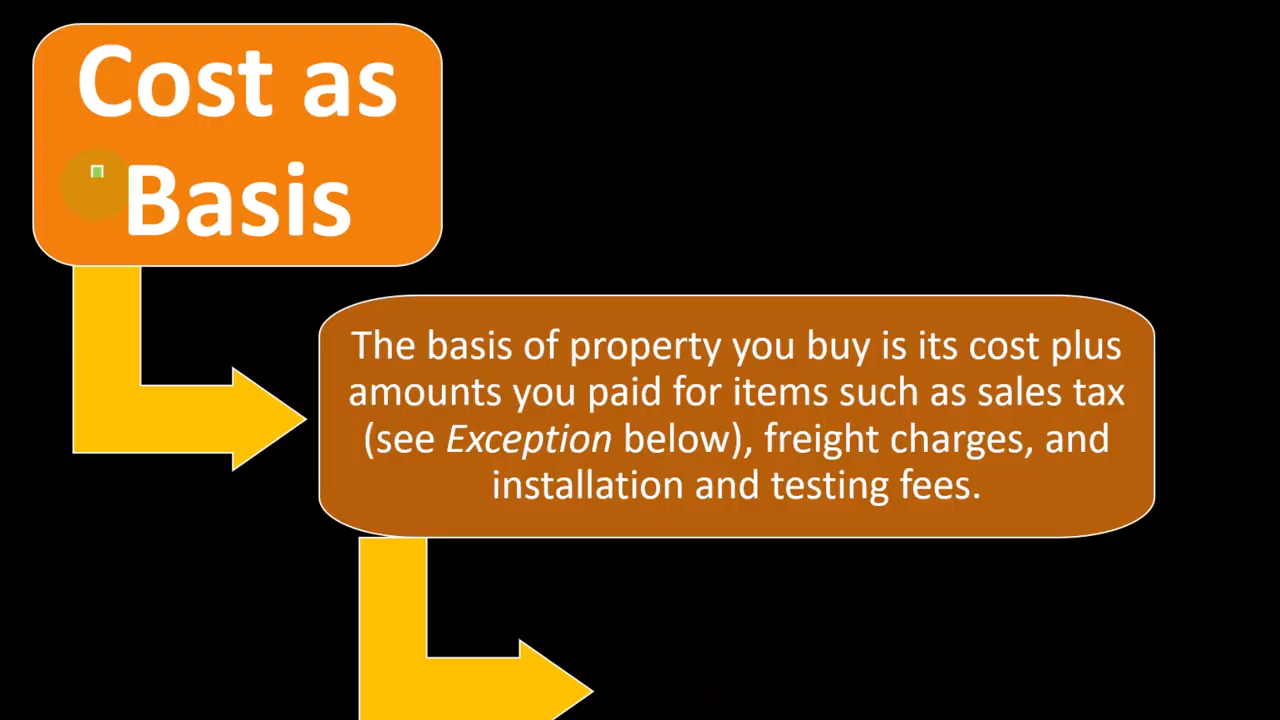 Cost as
Basis
The basis of property you buy is its cost plus
amounts you paid for items such as sales tax
(see Exception below), freight charges, and
installation and testing fees.